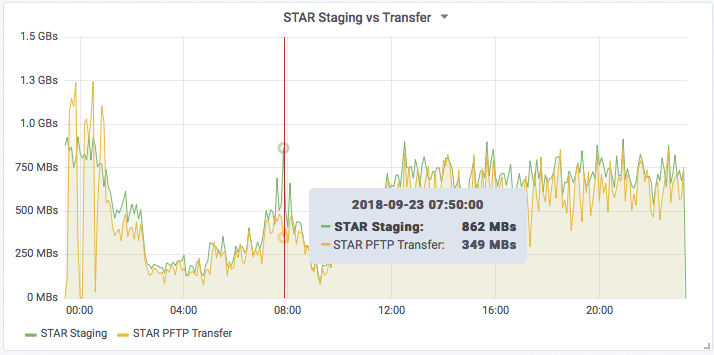 STAR Staging vs Transfer
1.5 GBs
1.3 GBs
1.0 GBs
750 MBs
500 MBs
250 MBs
0 MBs
2018-09-23 07:50:00
STAR Staging: 862 MBs
STAR PFTP Transfer: 349 MBs
00:00 04:00 08:00 12:00 16:00 20:00
STAR Staging STAR PFTP Transfer